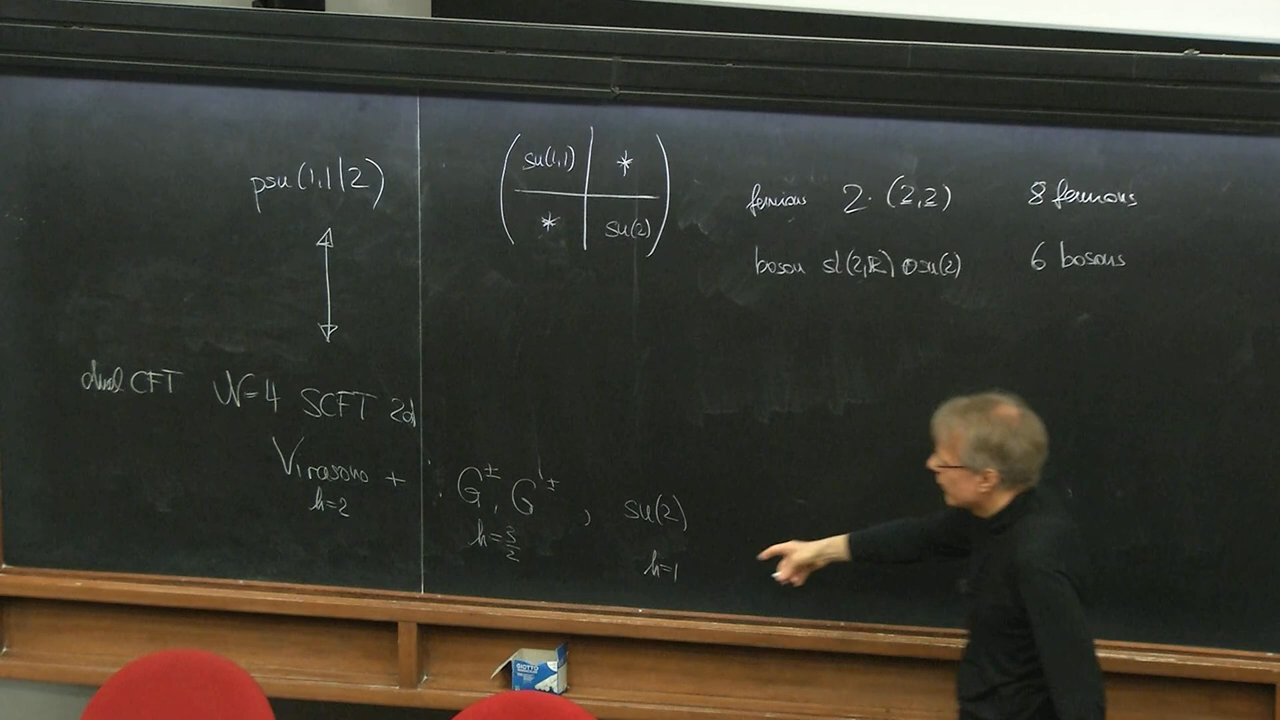 psu(1,1|2)
su(1,1) *
* su(2)
fermions 2·(2,2) 8 fermions
boson sl(2,ℝ)⊕su(2) 6 bosons
dual CFT N=4 SCFT 2d
Virasoro + G^±, G'^±, su(2)
h=2 h=3/2 h=1
GIOTTO